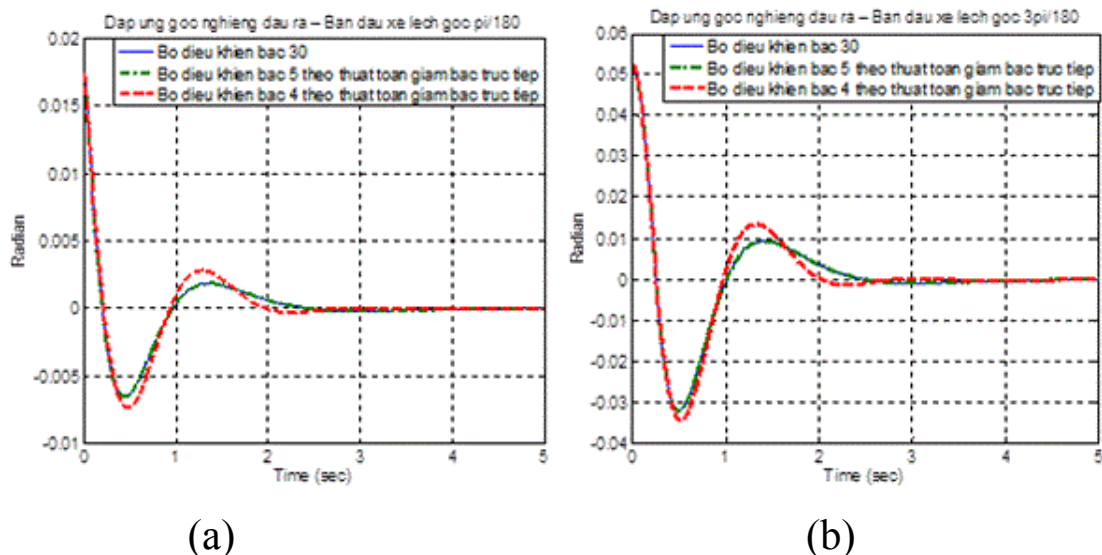 Dap ung goc nghieng dau ra – Ban dau xe lech goc pi/180
0.02
0.015
0.01
0.005
0
-0.005
-0.01
Radian
Bo dieu khien bac 30
Bo dieu khien bac 5 theo thuat toan giam bac truc tiep
Bo dieu khien bac 4 theo thuat toan giam bac truc tiep
0 1 2 3 4 5
Time (sec)
(a)
Dap ung goc nghieng dau ra – Ban dau xe lech goc 3pi/180
0.06
0.05
0.04
0.03
0.02
0.01
0
-0.01
-0.02
-0.03
-0.04
Radian
Bo dieu khien bac 30
Bo dieu khien bac 5 theo thuat toan giam bac truc tiep
Bo dieu khien bac 4 theo thuat toan giam bac truc tiep
0 1 2 3 4 5
Time (sec)
(b)